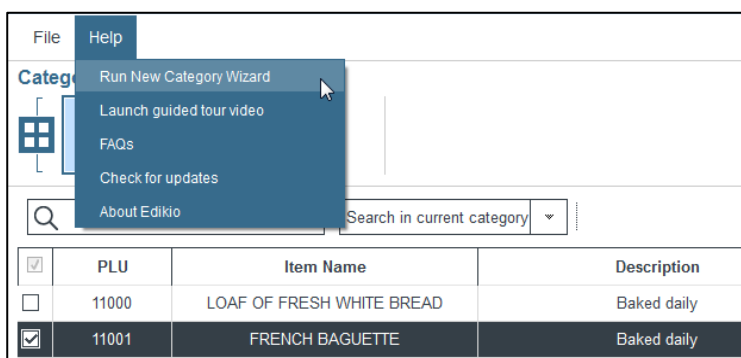 File Help
Categ
Run New Category Wizard
Launch guided tour video
FAQs
Check for updates
About Edikio
Search in current category
PLU Item Name Description
11000 LOAF OF FRESH WHITE BREAD Baked daily
11001 FRENCH BAGUETTE Baked daily